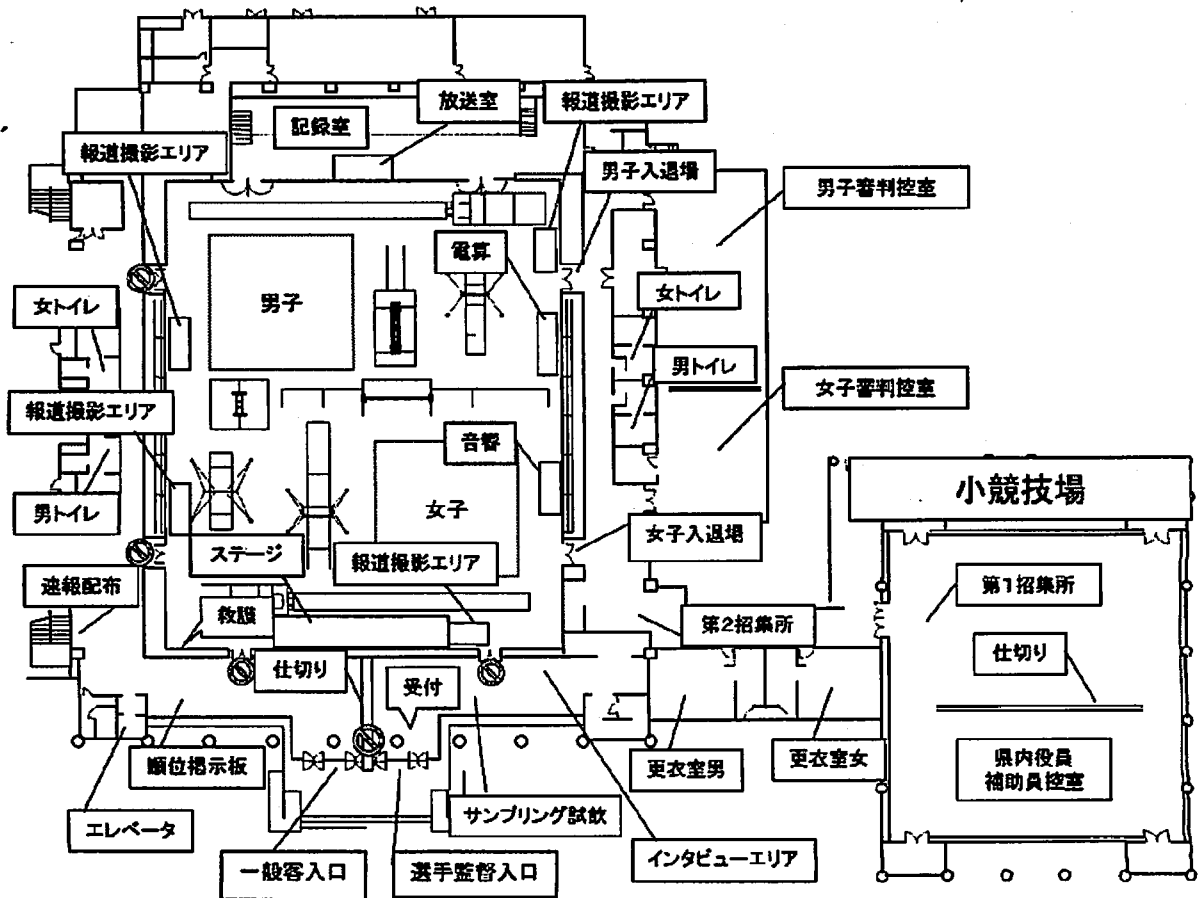 放送室
報道撮影エリア
記録室
報道撮影エリア
男子入退場
男子審判控室
電算
女トイレ
男子
女トイレ
男トイレ
女子審判控室
報道撮影エリア
音響
小競技場
男トイレ
女子
女子入退場
ステージ
報道撮影エリア
速報配布
第1招集所
救護
第2招集所
仕切り
仕切り
受付
順位掲示板
更衣室男
更衣室女
県内役員
補助員控室
エレベータ
サンプリング試飲
一般客入口
選手監督入口
インタビューエリア